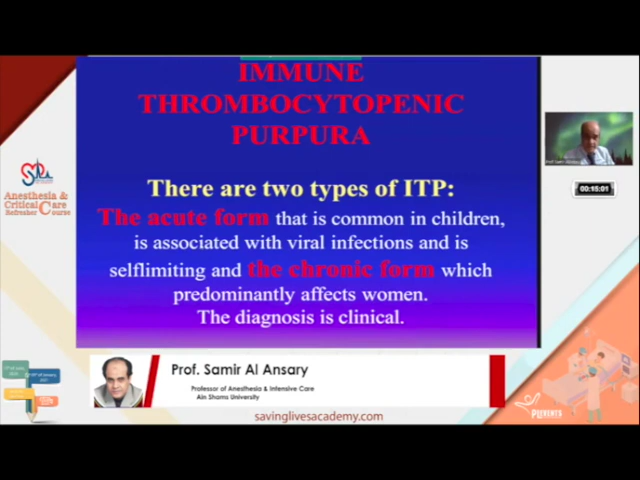 IMMUNE
THROMBOCYTOPENIC
PURPURA
There are two types of ITP:
The acute form that is common in children,
is associated with viral infections and is
selflimiting and the chronic form which
predominantly affects women.
The diagnosis is clinical.
Anesthesia &
Critical Care
Refresher Course
00:15:01
Prof. Samir Al Ansary
Professor of Anesthesia & Intensive Care
Ain Shams University
savinglivesacademy.com
PREVENTS